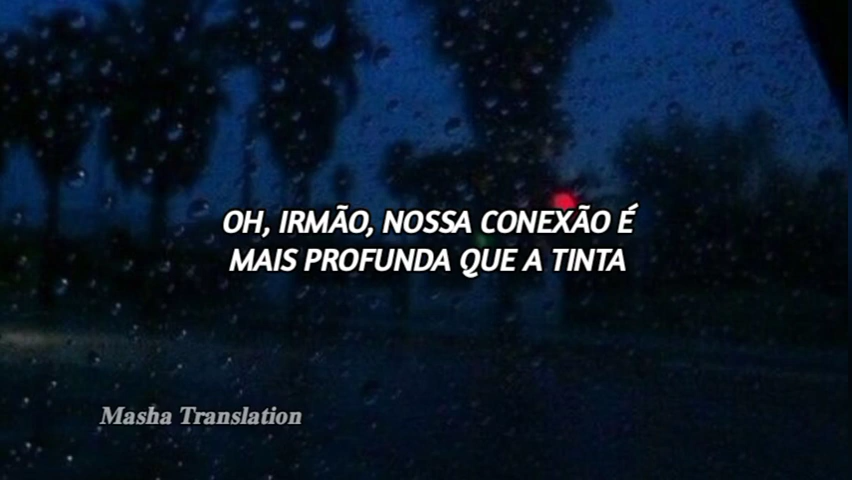 OH, IRMÃO, NOSSA CONEXÃO É
MAIS PROFUNDA QUE A TINTA
Masha Translation